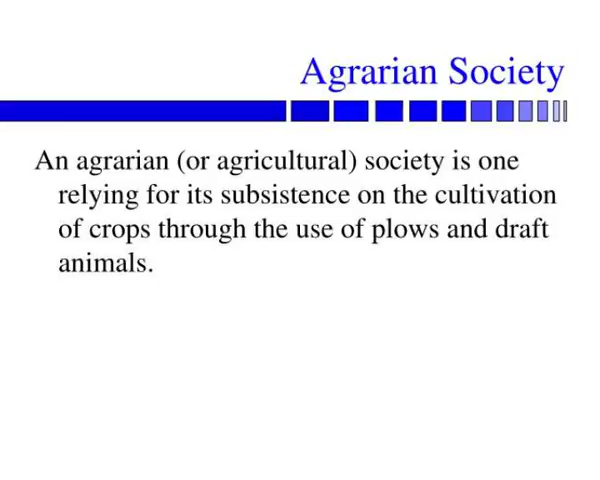 Agrarian Society
An agrarian (or agricultural) society is one
relying for its subsistence on the cultivation
of crops through the use of plows and draft
animals.